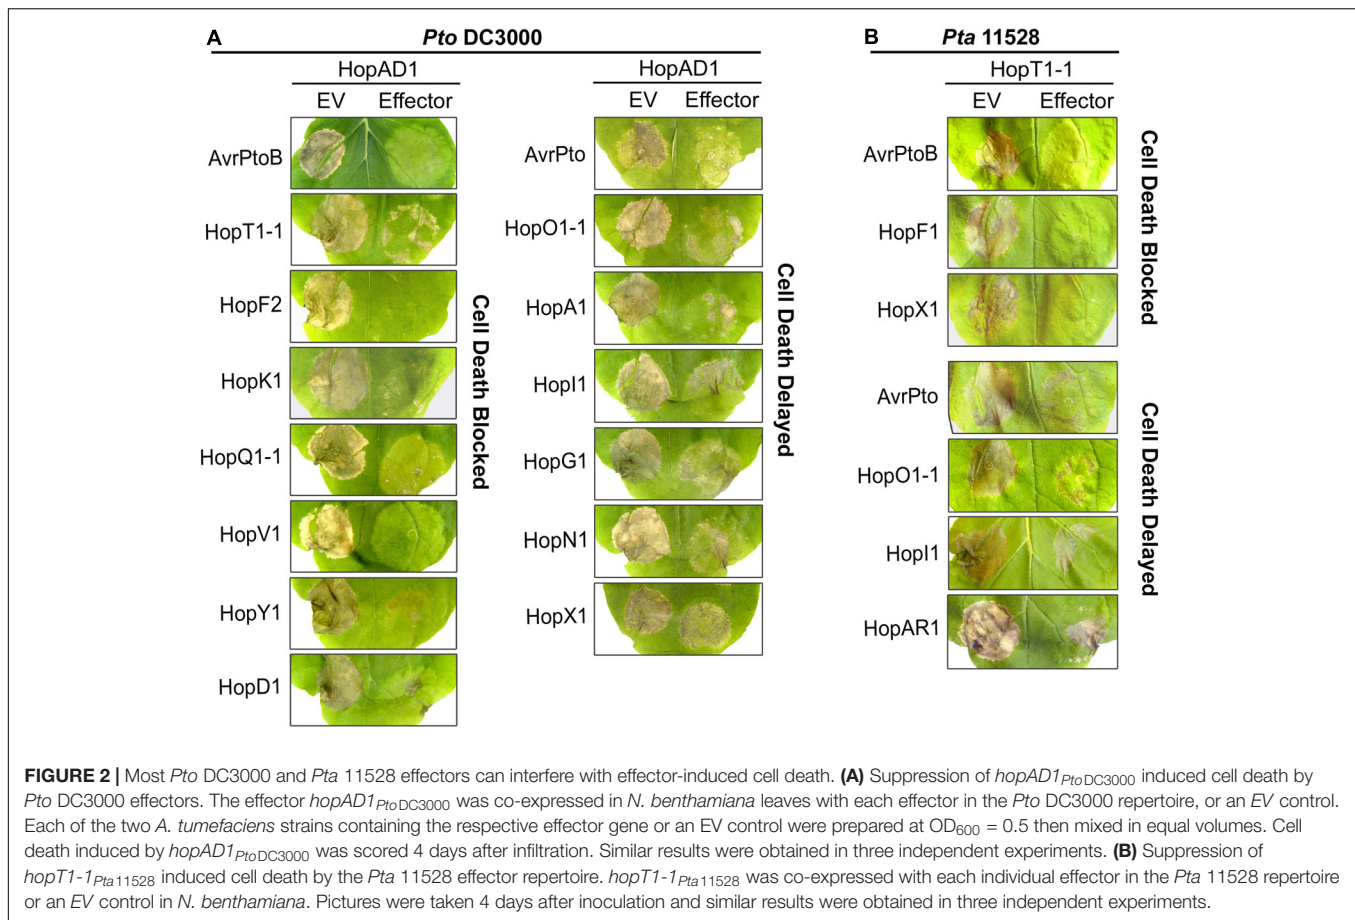 A
Pto DC3000
HopAD1
EV Effector
AvrPtoB
HopT1-1
HopF2
HopK1
HopQ1-1
HopV1
HopY1
HopD1
Cell Death Blocked
HopAD1
EV Effector
AvrPto
HopO1-1
HopA1
HopI1
HopG1
HopN1
HopX1
Cell Death Delayed
B
Pta 11528
HopT1-1
EV Effector
AvrPtoB
HopF1
HopX1
Cell Death Blocked
AvrPto
HopO1-1
HopI1
HopAR1
Cell Death Delayed
FIGURE 2 | Most Pto DC3000 and Pta 11528 effectors can interfere with effector-induced cell death. (A) Suppression of hopAD1PtoDC3000 induced cell death by
Pto DC3000 effectors. The effector hopAD1PtoDC3000 was co-expressed in N. benthamiana leaves with each effector in the Pto DC3000 repertoire, or an EV control.
Each of the two A. tumefaciens strains containing the respective effector gene or an EV control were prepared at OD600 = 0.5 then mixed in equal volumes. Cell
death induced by hopAD1PtoDC3000 was scored 4 days after infiltration. Similar results were obtained in three independent experiments. (B) Suppression of
hopT1-1Pta11528 induced cell death by the Pta 11528 effector repertoire. hopT1-1Pta11528 was co-expressed with each individual effector in the Pta 11528 repertoire
or an EV control in N. benthamiana. Pictures were taken 4 days after inoculation and similar results were obtained in three independent experiments.